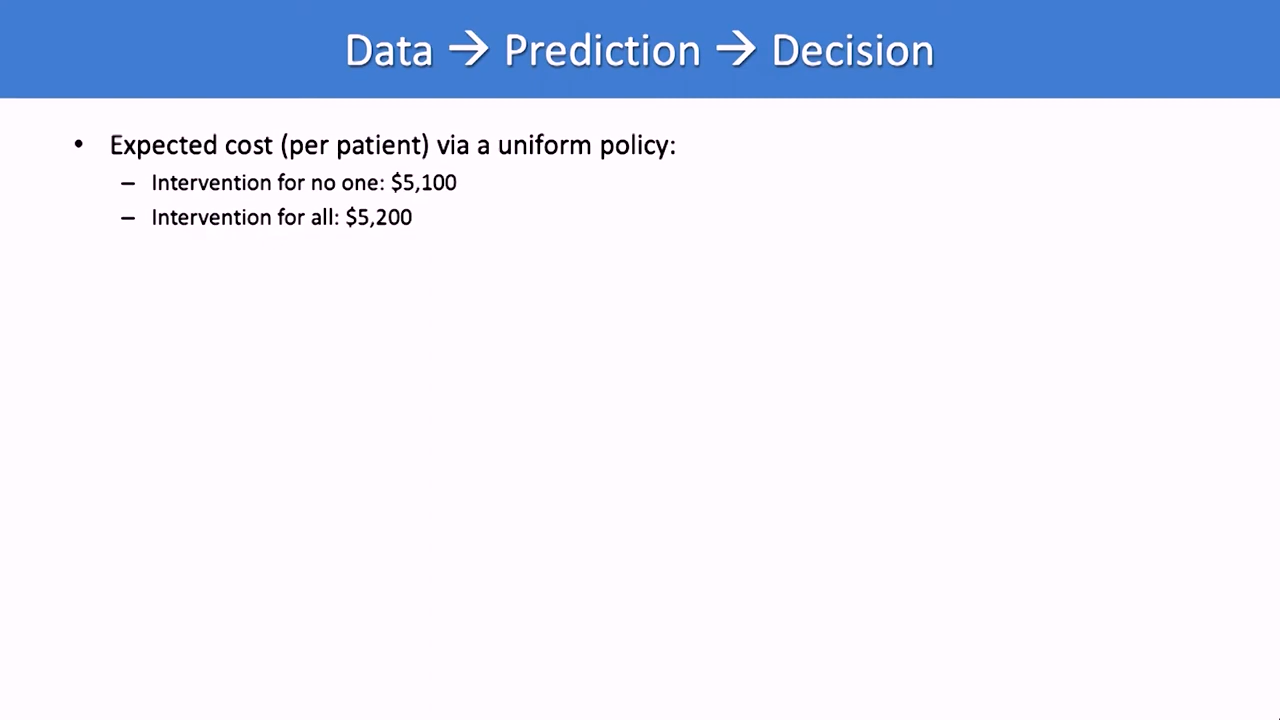 Data → Prediction → Decision
• Expected cost (per patient) via a uniform policy:
– Intervention for no one: $5,100
– Intervention for all: $5,200